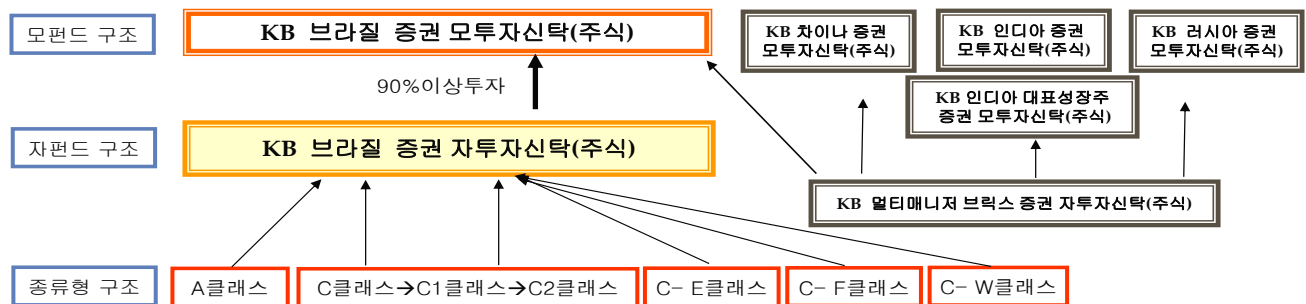 모펀드 구조
KB 브라질 증권 모투자신탁(주식)
KB 차이나 증권
모투자신탁(주식)
KB 인디아 증권
모투자신탁(주식)
KB 러시아 증권
모투자신탁(주식)
90%이상투자
KB 인디아 대표성장주
증권 모투자신탁(주식)
자펀드 구조
KB 브라질 증권 자투자신탁(주식)
KB 멀티매니저 브릭스 증권 자투자신탁(주식)
종류형 구조
A클래스
C클래스→C1클래스→C2클래스
C- E클래스
C- F클래스
C- W클래스